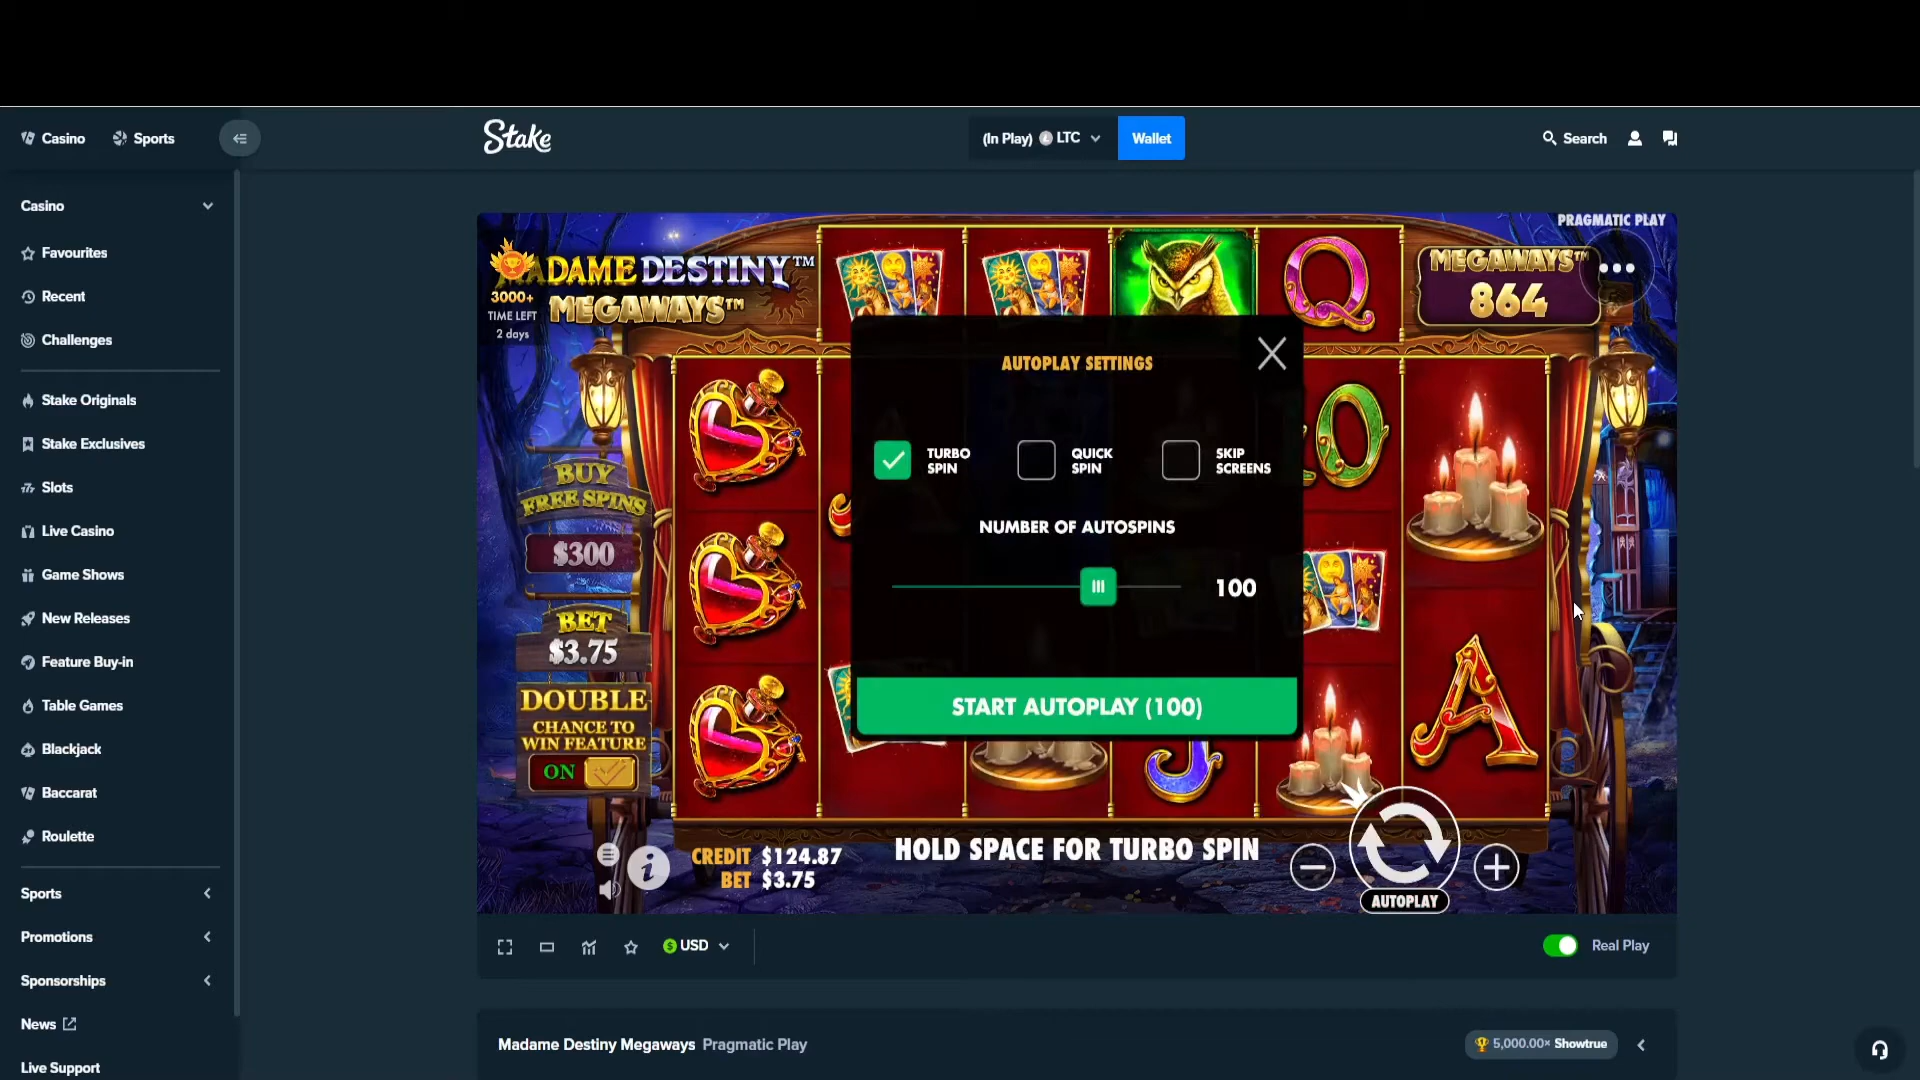 Casino
Sports
Stake
(In Play) LTC
Wallet
Search
Casino
Favourites
Recent
Challenges
Stake Originals
Stake Exclusives
Slots
Live Casino
Game Shows
New Releases
Feature Buy-in
Table Games
Blackjack
Baccarat
Roulette
Sports
Promotions
Sponsorships
News
Live Support
PRAGMATIC PLAY
MADAME DESTINY™
MEGAWAYS™
3000+
TIME LEFT
2 days
MEGAWAYS™
864
Q
AUTOPLAY SETTINGS
TURBO
SPIN
QUICK
SPIN
SKIP
SCREENS
NUMBER OF AUTOSPINS
100
START AUTOPLAY (100)
BUY
FREE SPINS
$300
BET
$3.75
DOUBLE
CHANCE TO
WIN FEATURE
ON
A
J
CREDIT $124.87
BET $3.75
HOLD SPACE FOR TURBO SPIN
AUTOPLAY
USD
Real Play
Madame Destiny Megaways Pragmatic Play
5,000.00× Showtrue